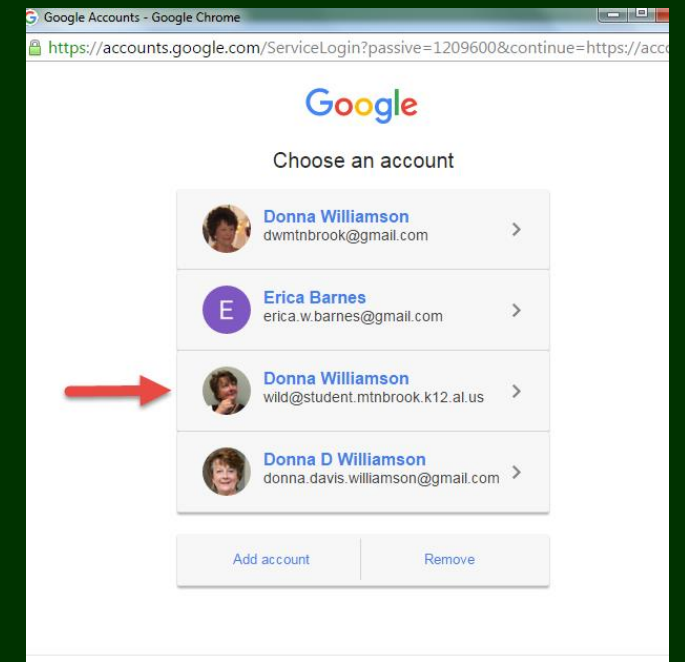 Google Accounts - Google Chrome
https://accounts.google.com/ServiceLogin?passive=1209600&continue=https://acco
Google
Choose an account
Donna Williamson
dwmtnbrook@gmail.com
E
Erica Barnes
erica.w.barnes@gmail.com
Donna Williamson
wild@student.mtnbrook.k12.al.us
Donna D Williamson
donna.davis.williamson@gmail.com
Add account
Remove